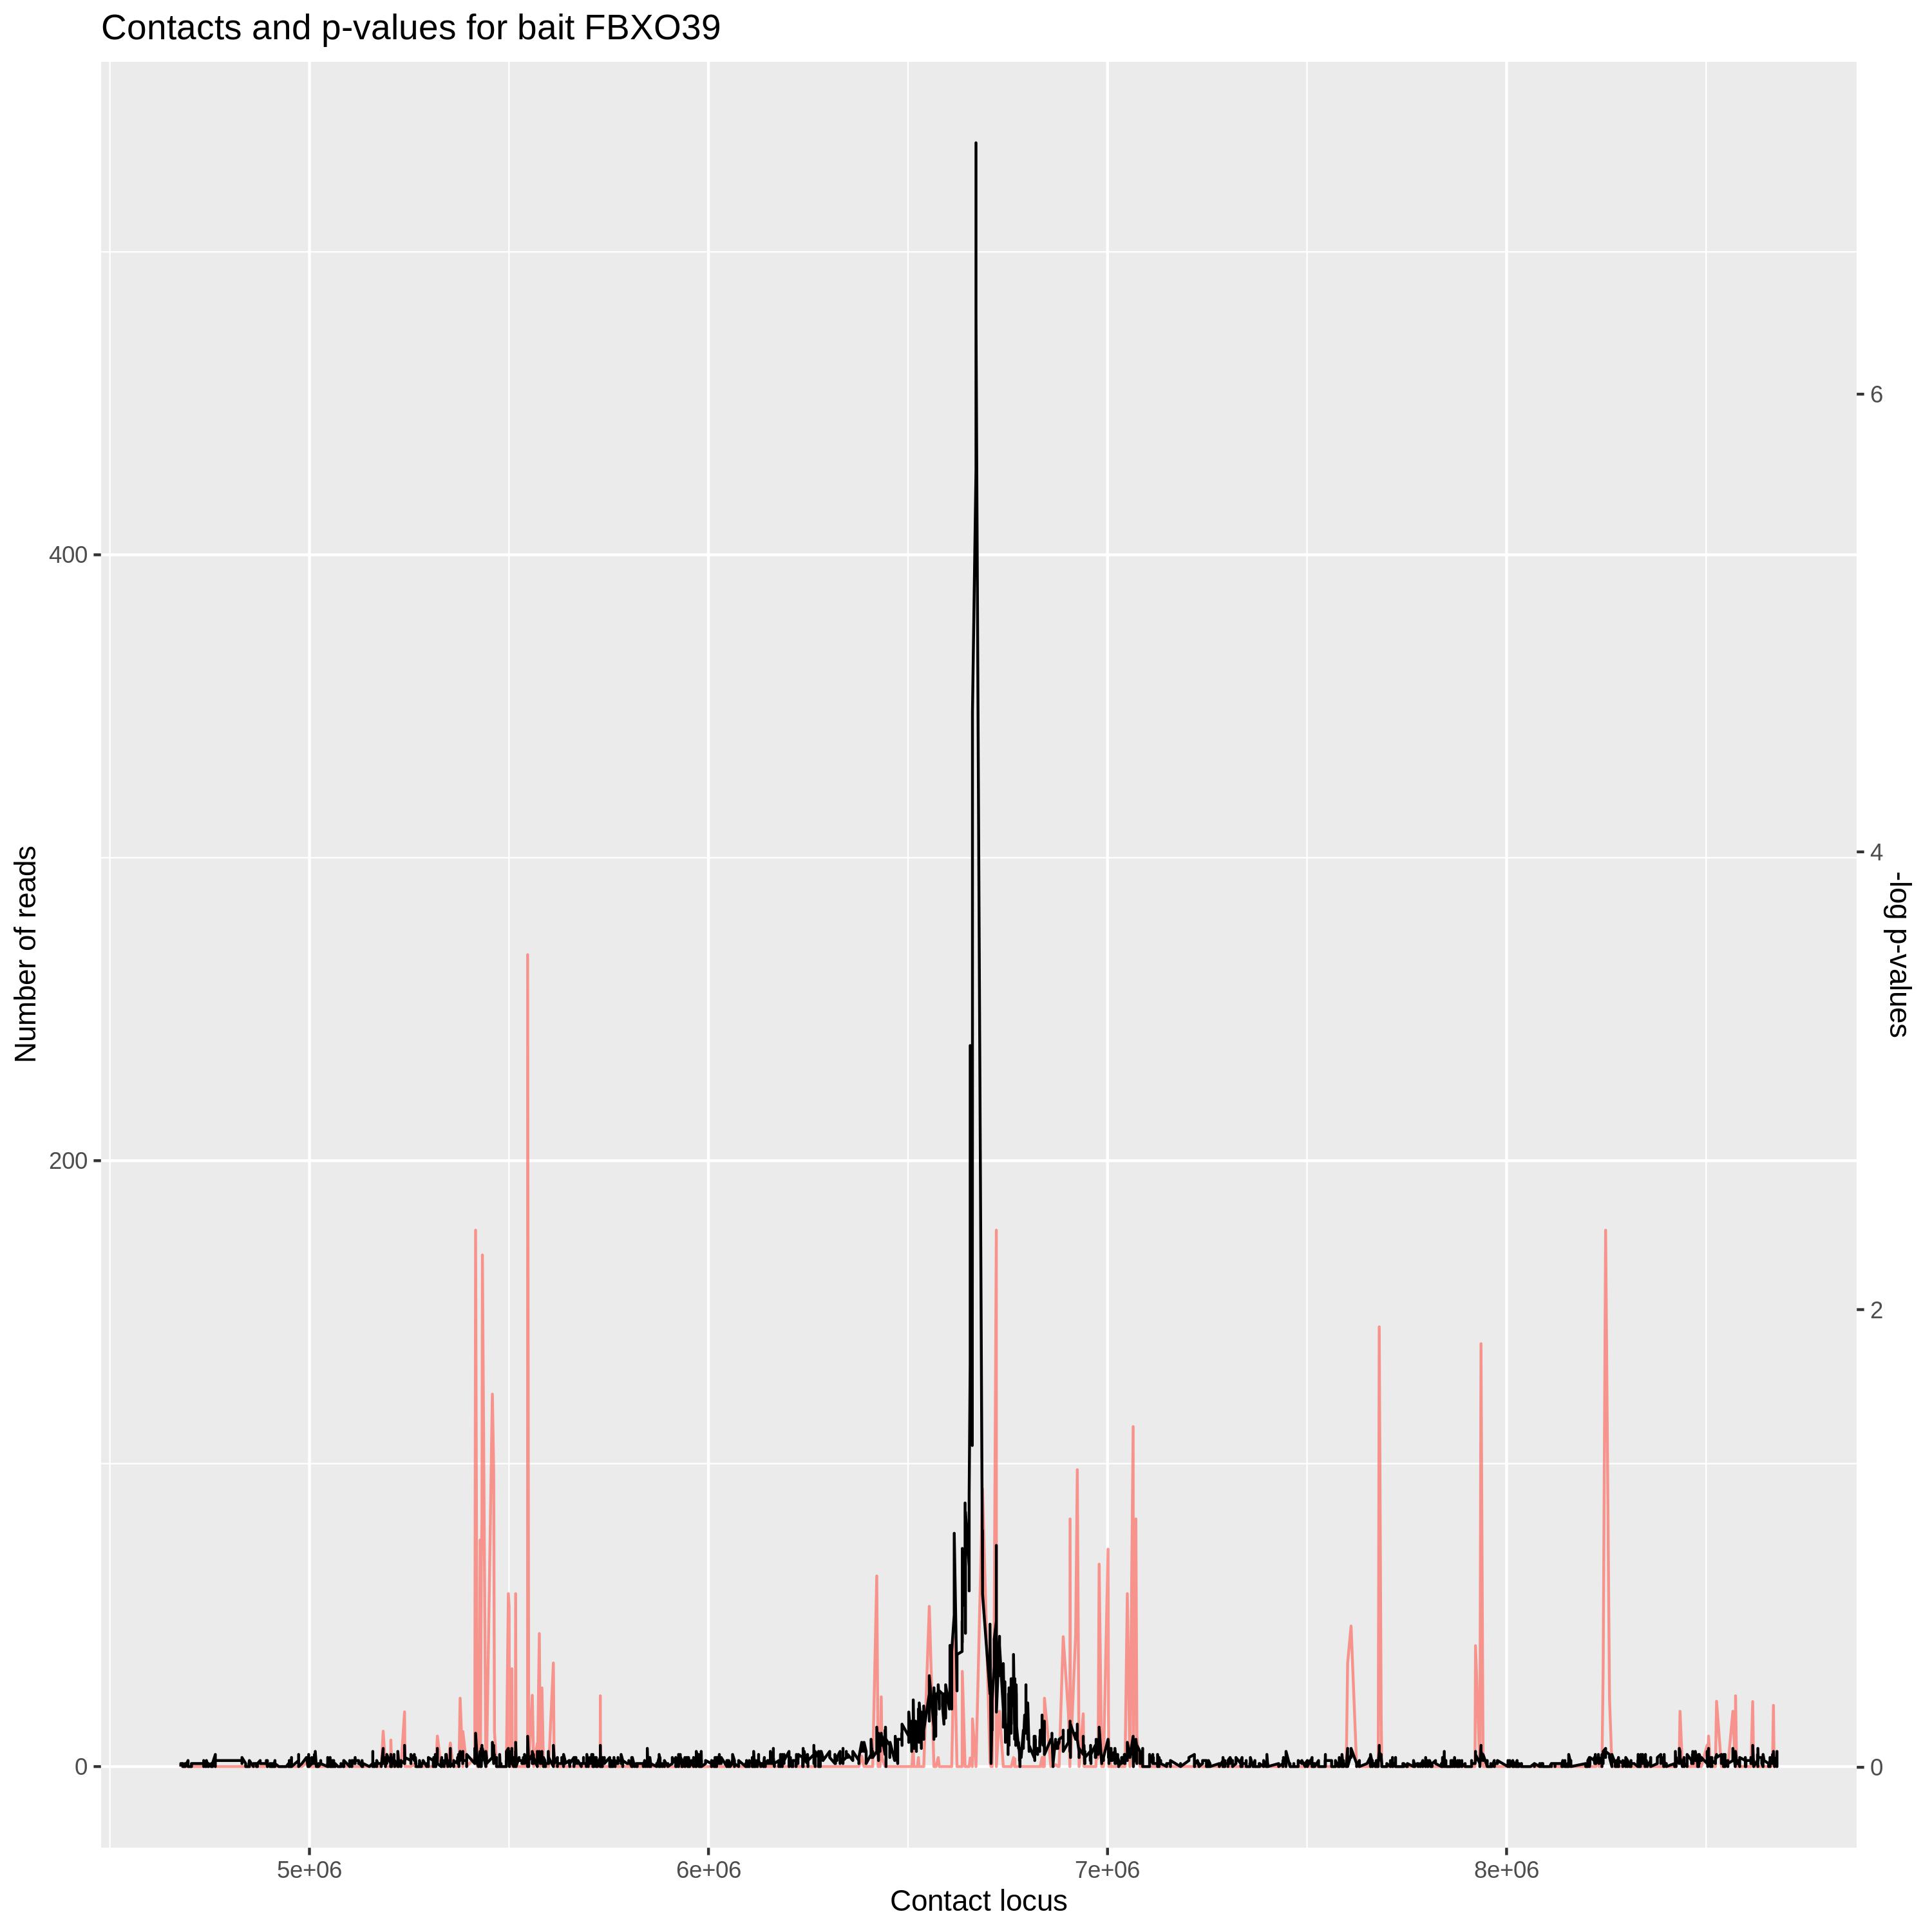 Contacts and p-values for bait FBXO39
Number of reads
400
200
0
6
4
2
0
-log p-values
5e+06
6e+06
7e+06
8e+06
Contact locus